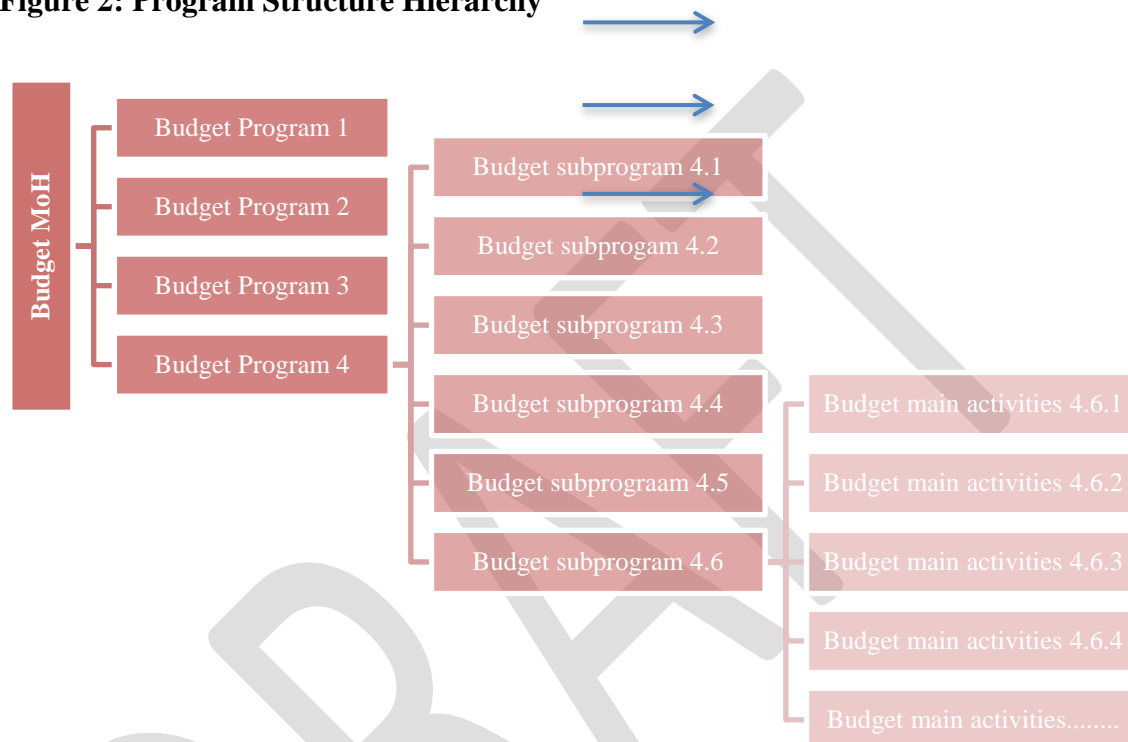 Figure 2: Program Structure Hierarchy
Budget MoH
Budget Program 1
Budget Program 2
Budget Program 3
Budget Program 4
Budget subprogram 4.1
Budget subprogam 4.2
Budget subprogram 4.3
Budget subprogram 4.4
Budget subprograam 4.5
Budget subprogram 4.6
Budget main activities 4.6.1
Budget main activities 4.6.2
Budget main activities 4.6.3
Budget main activities 4.6.4
Budget main activities........
DRAFT